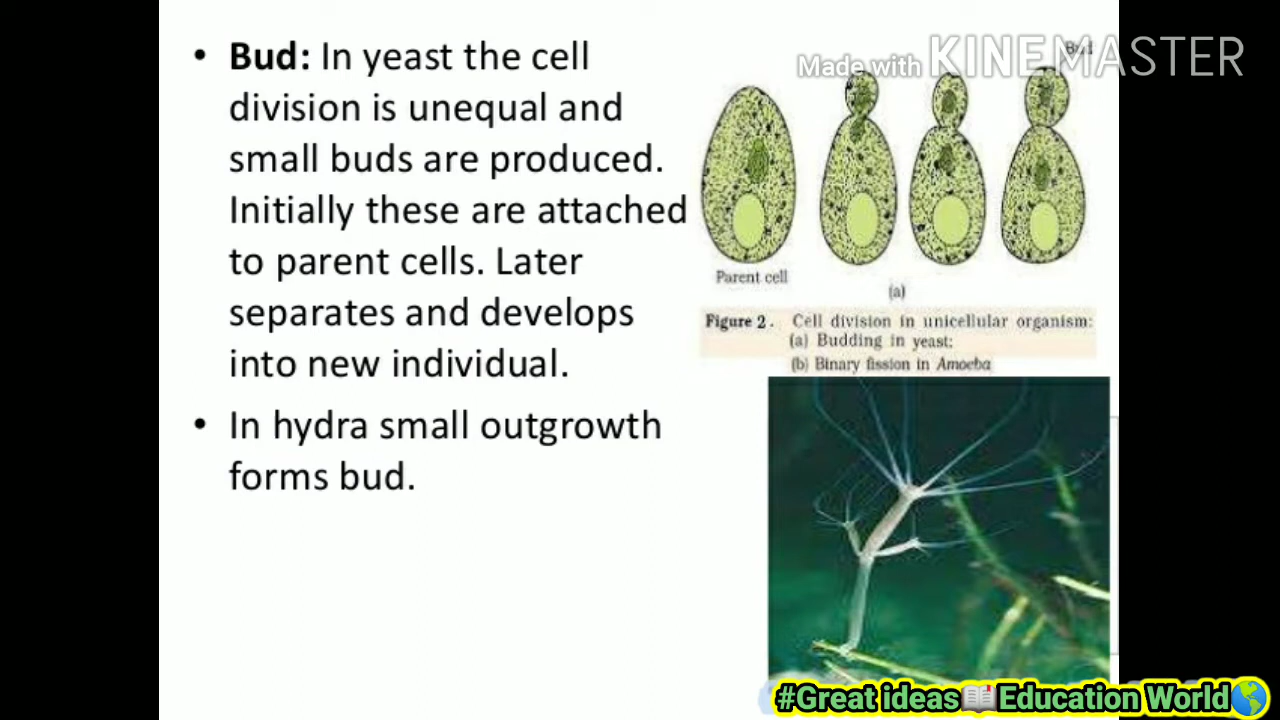 • Bud: In yeast the cell
division is unequal and
small buds are produced.
Initially these are attached
to parent cells. Later
separates and develops
into new individual.
• In hydra small outgrowth
forms bud.
Bud
Made with KINEMASTER
Parent cell
(a)
Figure 2. Cell division in unicellular organism:
(a) Budding in yeast;
(b) Binary fission in Amoeba
#Great ideas📖Education World🌎